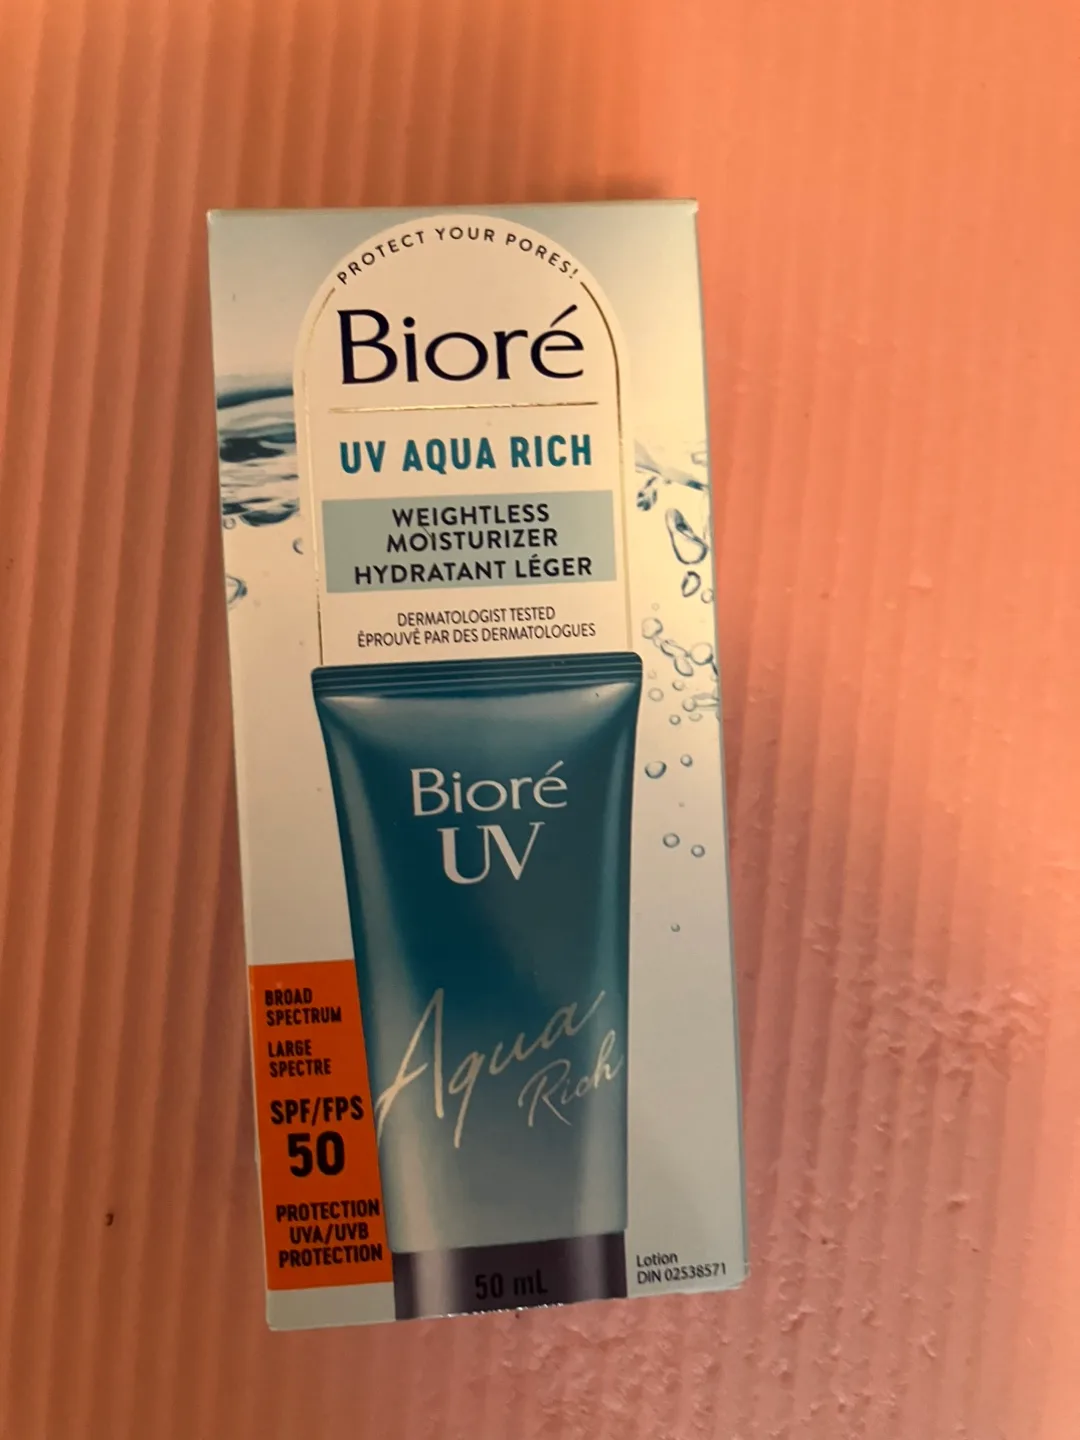 PROTECT YOUR PORES!
Bioré
UV AQUA RICH
WEIGHTLESS
MOISTURIZER
HYDRATANT LÉGER
DERMATOLOGIST TESTED
ÉPROUVÉ PAR DES DERMATOLOGUES
Bioré
UV
Aqua
Rich
BROAD
SPECTRUM
LARGE
SPECTRE
SPF/FPS
50
PROTECTION
UVA/UVB
PROTECTION
50 mL
Lotion
DIN 02538571